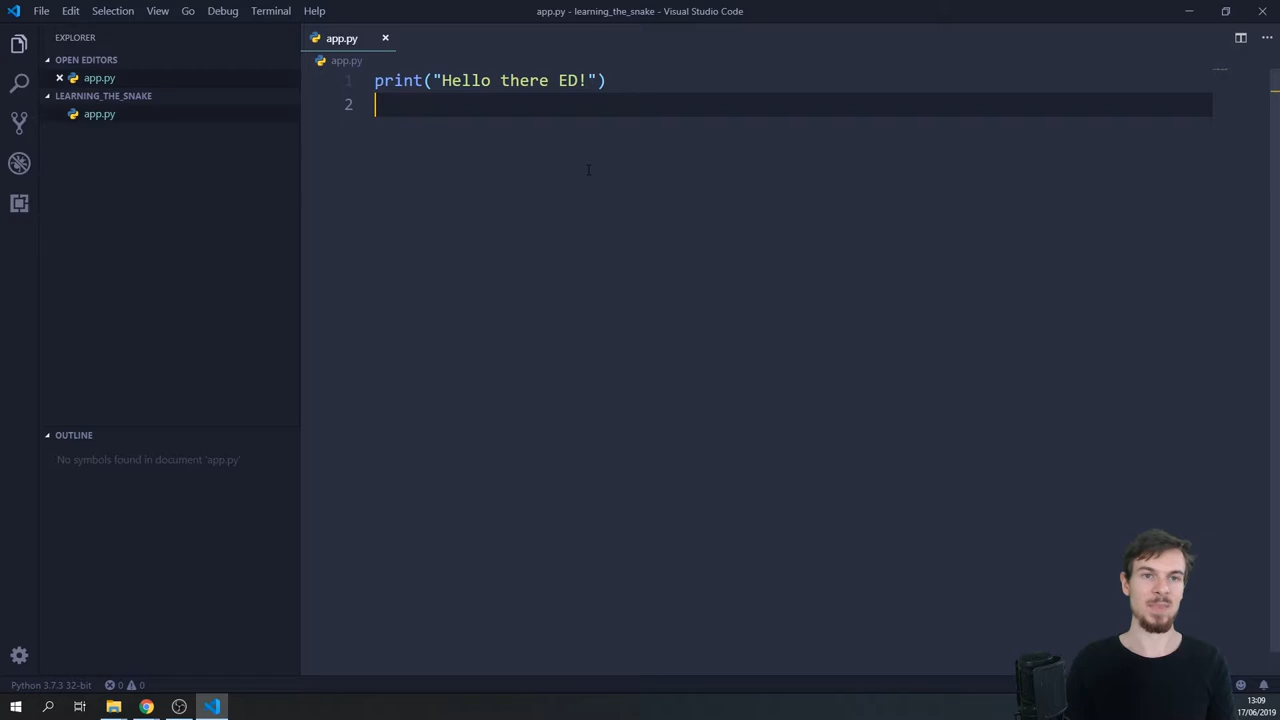 File Edit Selection View Go Debug Terminal Help
app.py - learning_the_snake - Visual Studio Code
EXPLORER
OPEN EDITORS
app.py
LEARNING_THE_SNAKE
app.py
OUTLINE
No symbols found in document 'app.py'
app.py
app.py
1 print("Hello there ED!")
2
Python 3.7.3 32-bit 0 0
13:09
17/06/2019